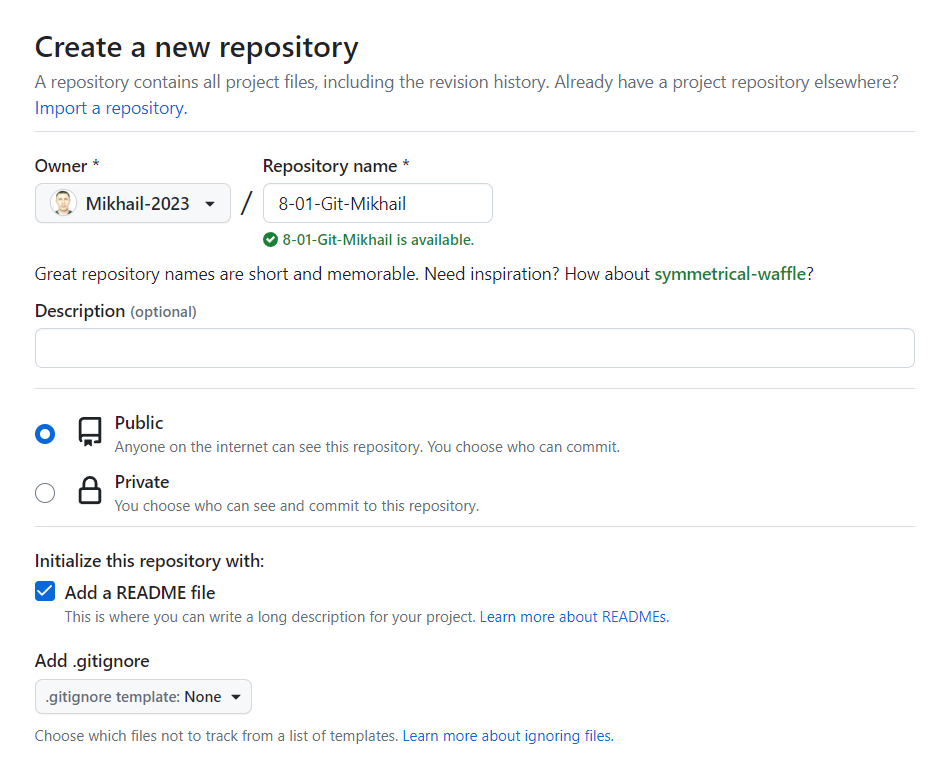 Create a new repository
A repository contains all project files, including the revision history. Already have a project repository elsewhere?
Import a repository.
Owner *
Repository name *
Mikhail-2023
/
8-01-Git-Mikhail
8-01-Git-Mikhail is available.
Great repository names are short and memorable. Need inspiration? How about symmetrical-waffle?
Description (optional)
Public
Anyone on the internet can see this repository. You choose who can commit.
Private
You choose who can see and commit to this repository.
Initialize this repository with:
Add a README file
This is where you can write a long description for your project. Learn more about READMEs.
Add .gitignore
.gitignore template: None
Choose which files not to track from a list of templates. Learn more about ignoring files.